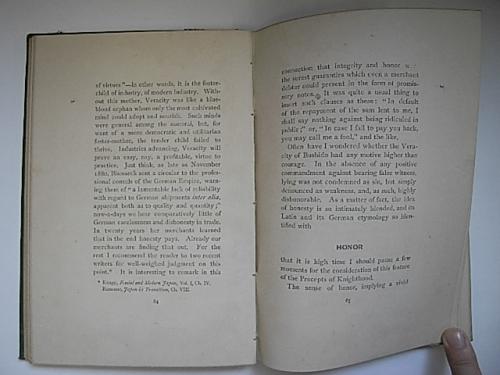 of virtues"—In other words, it is the foster-
child of industry, of modern industry. With-
out this mother, Veracity was like a blue-
blood orphan whom only the most cultivated
mind could adopt and nourish. Such minds
were general among the samurai, but, for
want of a more democratic and utilitarian
foster-mother, the tender child failed to
thrive. Industries advancing, Veracity will
prove an easy, nay, a profitable, virtue to
practice. Just think, as late as November
1880, Bismarck sent a circular to the profes-
sional consuls of the German Empire, warn-
ing them of "a lamentable lack of reliability
with regard to German shipments inter alia,
apparent both as to quality and quantity";
now-a-days we hear comparatively little of
German carelessness and dishonesty in trade.
In twenty years her merchants learned
that in the end honesty pays. Already our
merchants are finding that out. For the
rest I recommend the reader to two recent
writers for well-weighed judgment on this
point.* It is interesting to remark in this
* Knapp, Feudal and Modern Japan, Vol. I, Ch. IV.
Ransome, Japan in Transition, Ch. VIII.
64
connection that integrity and honor
the surest guaranties which even a merchant
debtor could present in the form of promis-
sory notes. It was quite a usual thing to
insert such clauses as these: "In default
of the repayment of the sum lent to me, I
shall say nothing against being ridiculed in
public"; or, "In case I fail to pay you back,
you may call me a fool," and the like.
Often have I wondered whether the Vera-
city of Bushido had any motive higher than
courage. In the absence of any positive
commandment against bearing false witness,
lying was not condemned as sin, but simply
denounced as weakness, and, as such, highly
dishonorable. As a matter of fact, the idea
of honesty is so intimately blended, and its
Latin and its German etymology so iden-
tified with
HONOR
that it is high time I should pause a few
moments for the consideration of this feature
of the Precepts of Knighthood.
The sense of honor, implying a vivid
65